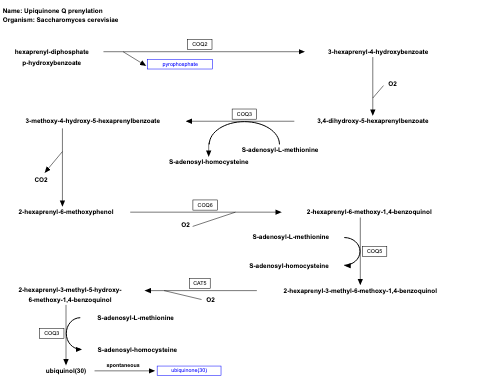 Name: Upiquinone Q prenylation
Organism: Saccharomyces cerevisiae
COQ2
hexaprenyl-diphosphate
3-hexaprenyl-4-hydroxybenzoate
p-hydroxybenzoate
pyrophosphate
O2
COQ3
3-methoxy-4-hydroxy-5-hexaprenylbenzoate
3,4-dihydroxy-5-hexaprenylbenzoate
S-adenosyl-L-methionine
S-adenosyl-homocysteine
CO2
COQ6
2-hexaprenyl-6-methoxyphenol
2-hexaprenyl-6-methoxy-1,4-benzoquinol
O2
S-adenosyl-L-methionine
COQ5
S-adenosyl-homocysteine
CAT5
2-hexaprenyl-3-methyl-5-hydroxy-
6-methoxy-1,4-benzoquinol
2-hexaprenyl-3-methyl-6-methoxy-1,4-benzoquinol
O2
S-adenosyl-L-methionine
COQ3
S-adenosyl-homocysteine
spontaneous
ubiquinol(30)
ubiquinone(30)